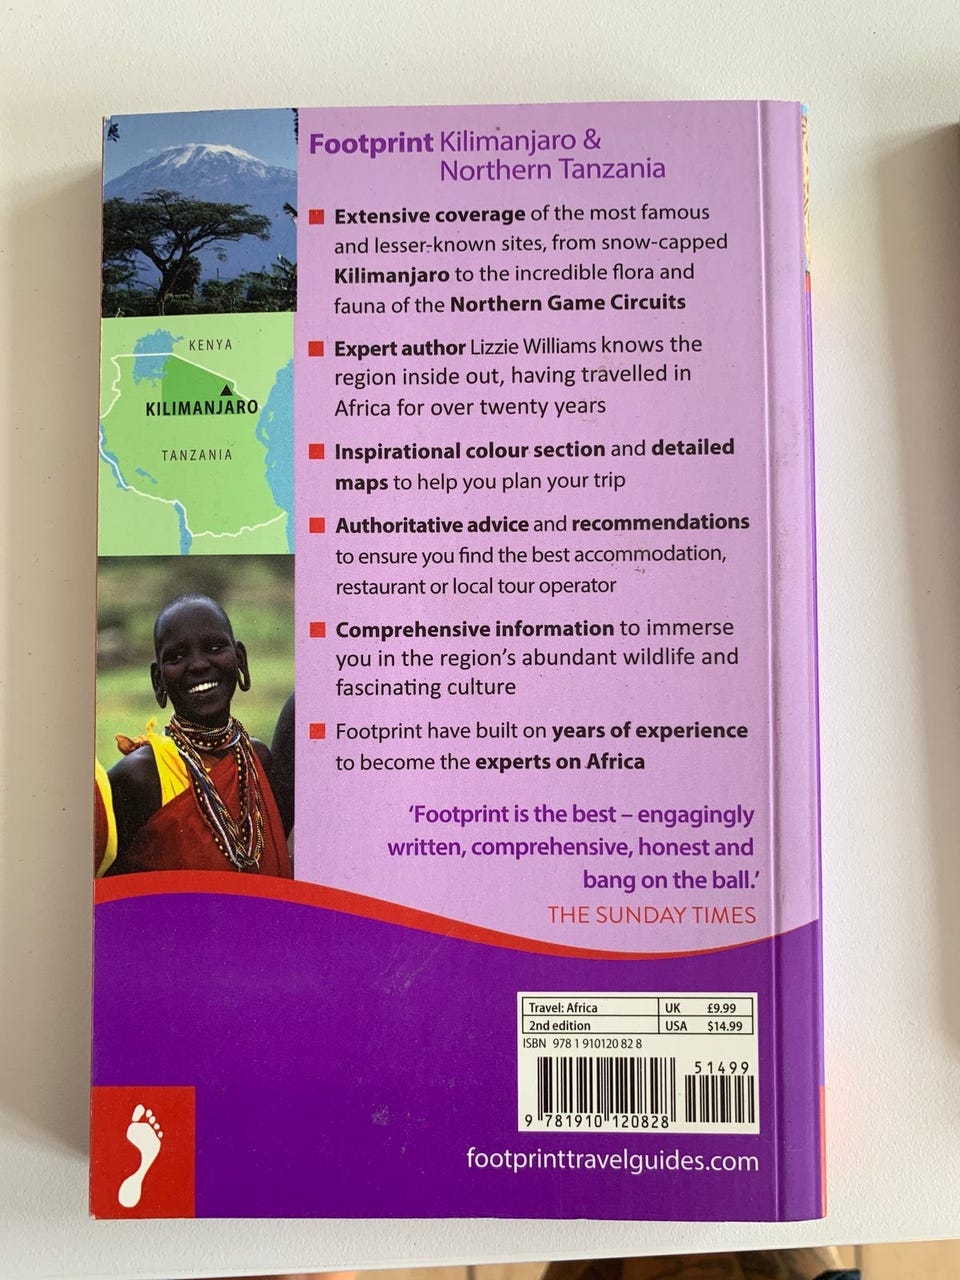 Footprint Kilimanjaro &
Northern Tanzania
Extensive coverage of the most famous
and lesser-known sites, from snow-capped
Kilimanjaro to the incredible flora and
fauna of the Northern Game Circuits
Expert author Lizzie Williams knows the
region inside out, having travelled in
Africa for over twenty years
Inspirational colour section and detailed
maps to help you plan your trip
Authoritative advice and recommendations
to ensure you find the best accommodation,
restaurant or local tour operator
Comprehensive information to immerse
you in the region's abundant wildlife and
fascinating culture
Footprint have built on years of experience
to become the experts on Africa
'Footprint is the best – engagingly
written, comprehensive, honest and
bang on the ball.'
THE SUNDAY TIMES
KENYA
KILIMANJARO
TANZANIA
Travel: Africa UK £9.99
2nd edition USA $14.99
ISBN 978 1 910120 82 8
51499
9 781910 120828
footprinttravelguides.com